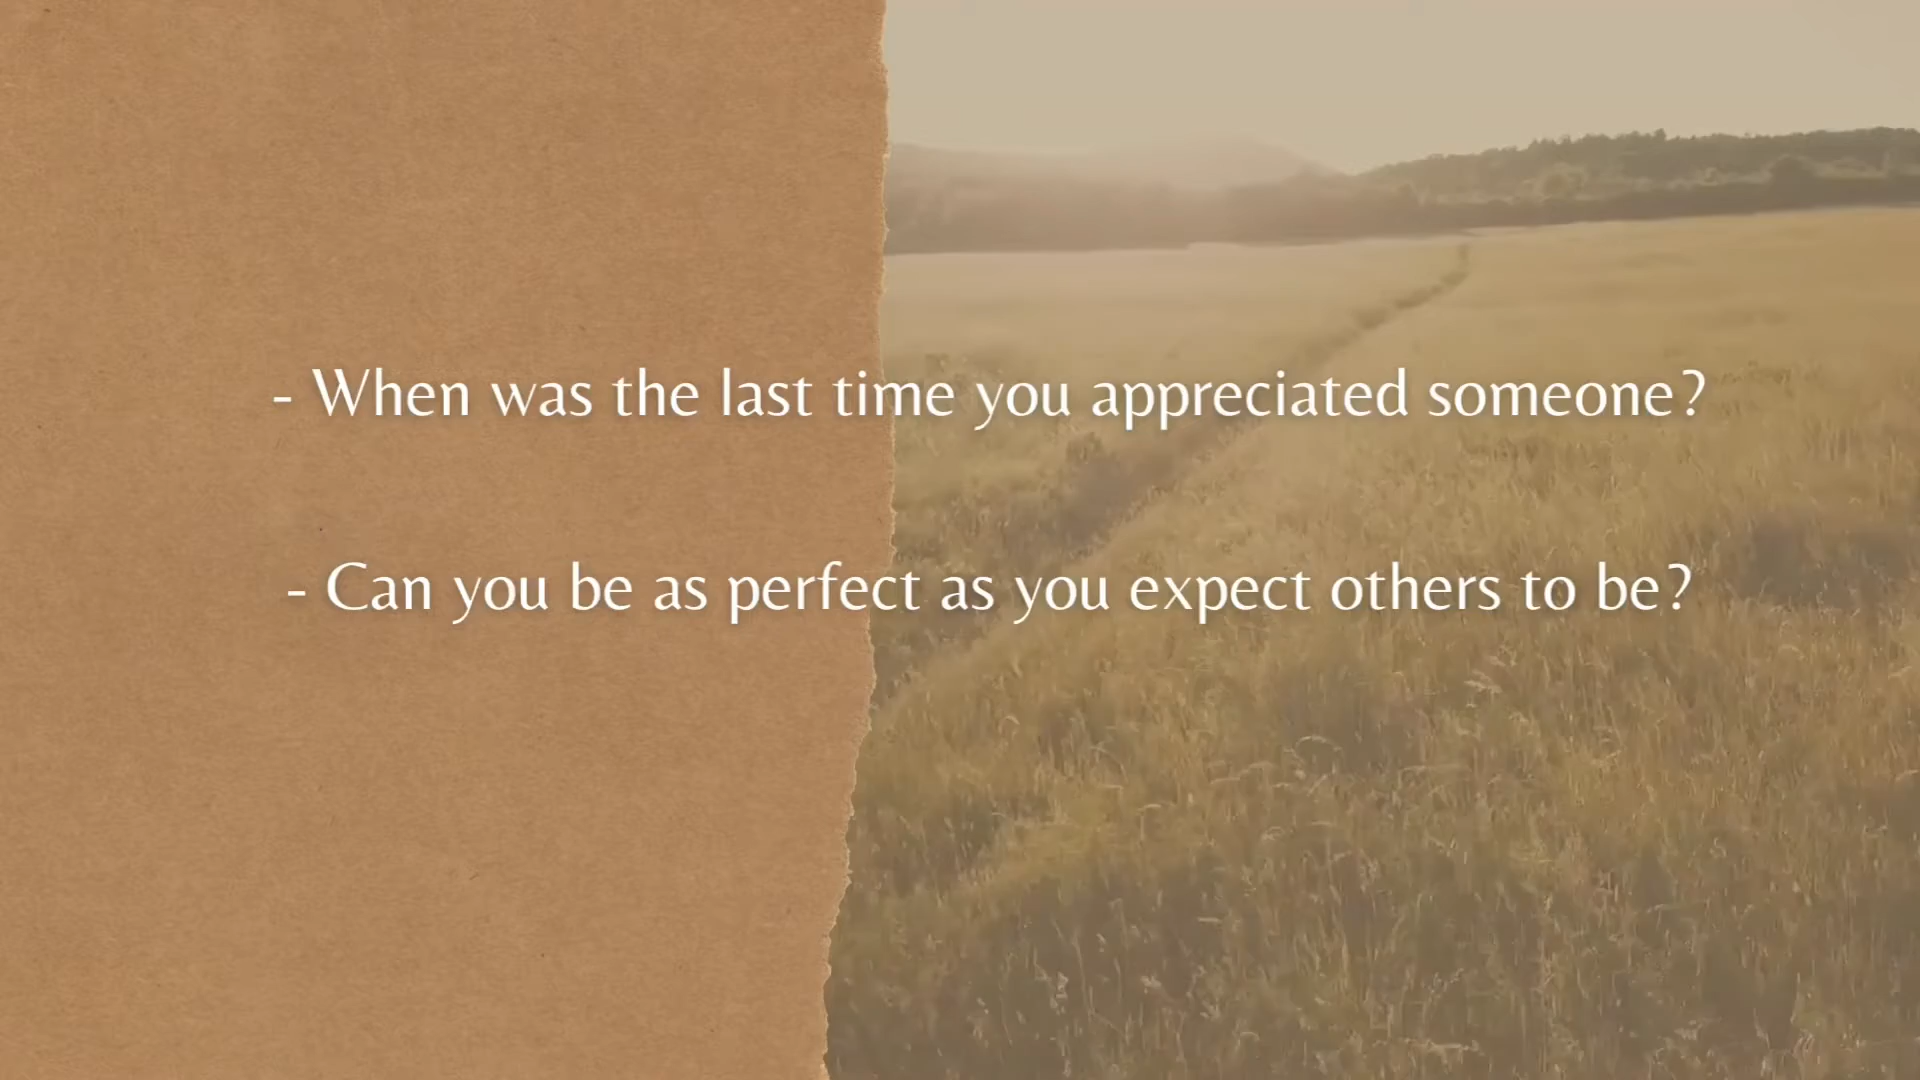 - When was the last time you appreciated someone?
- Can you be as perfect as you expect others to be?